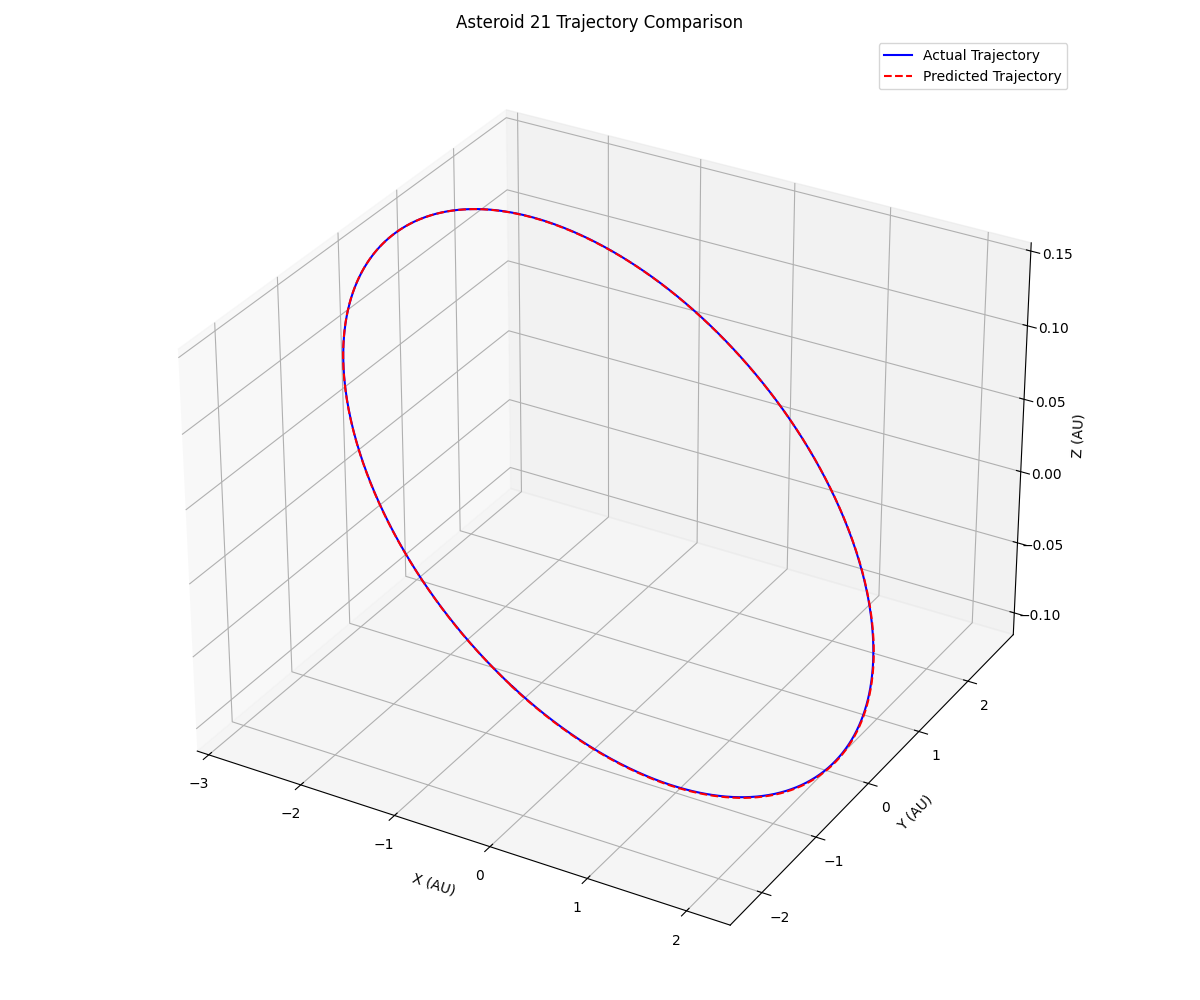 Asteroid 21 Trajectory Comparison
Actual Trajectory
Predicted Trajectory
0.15
0.10
0.05
0.00
−0.05
−0.10
Z (AU)
2
1
0
−1
−2
Y (AU)
−3
−2
−1
0
1
2
X (AU)